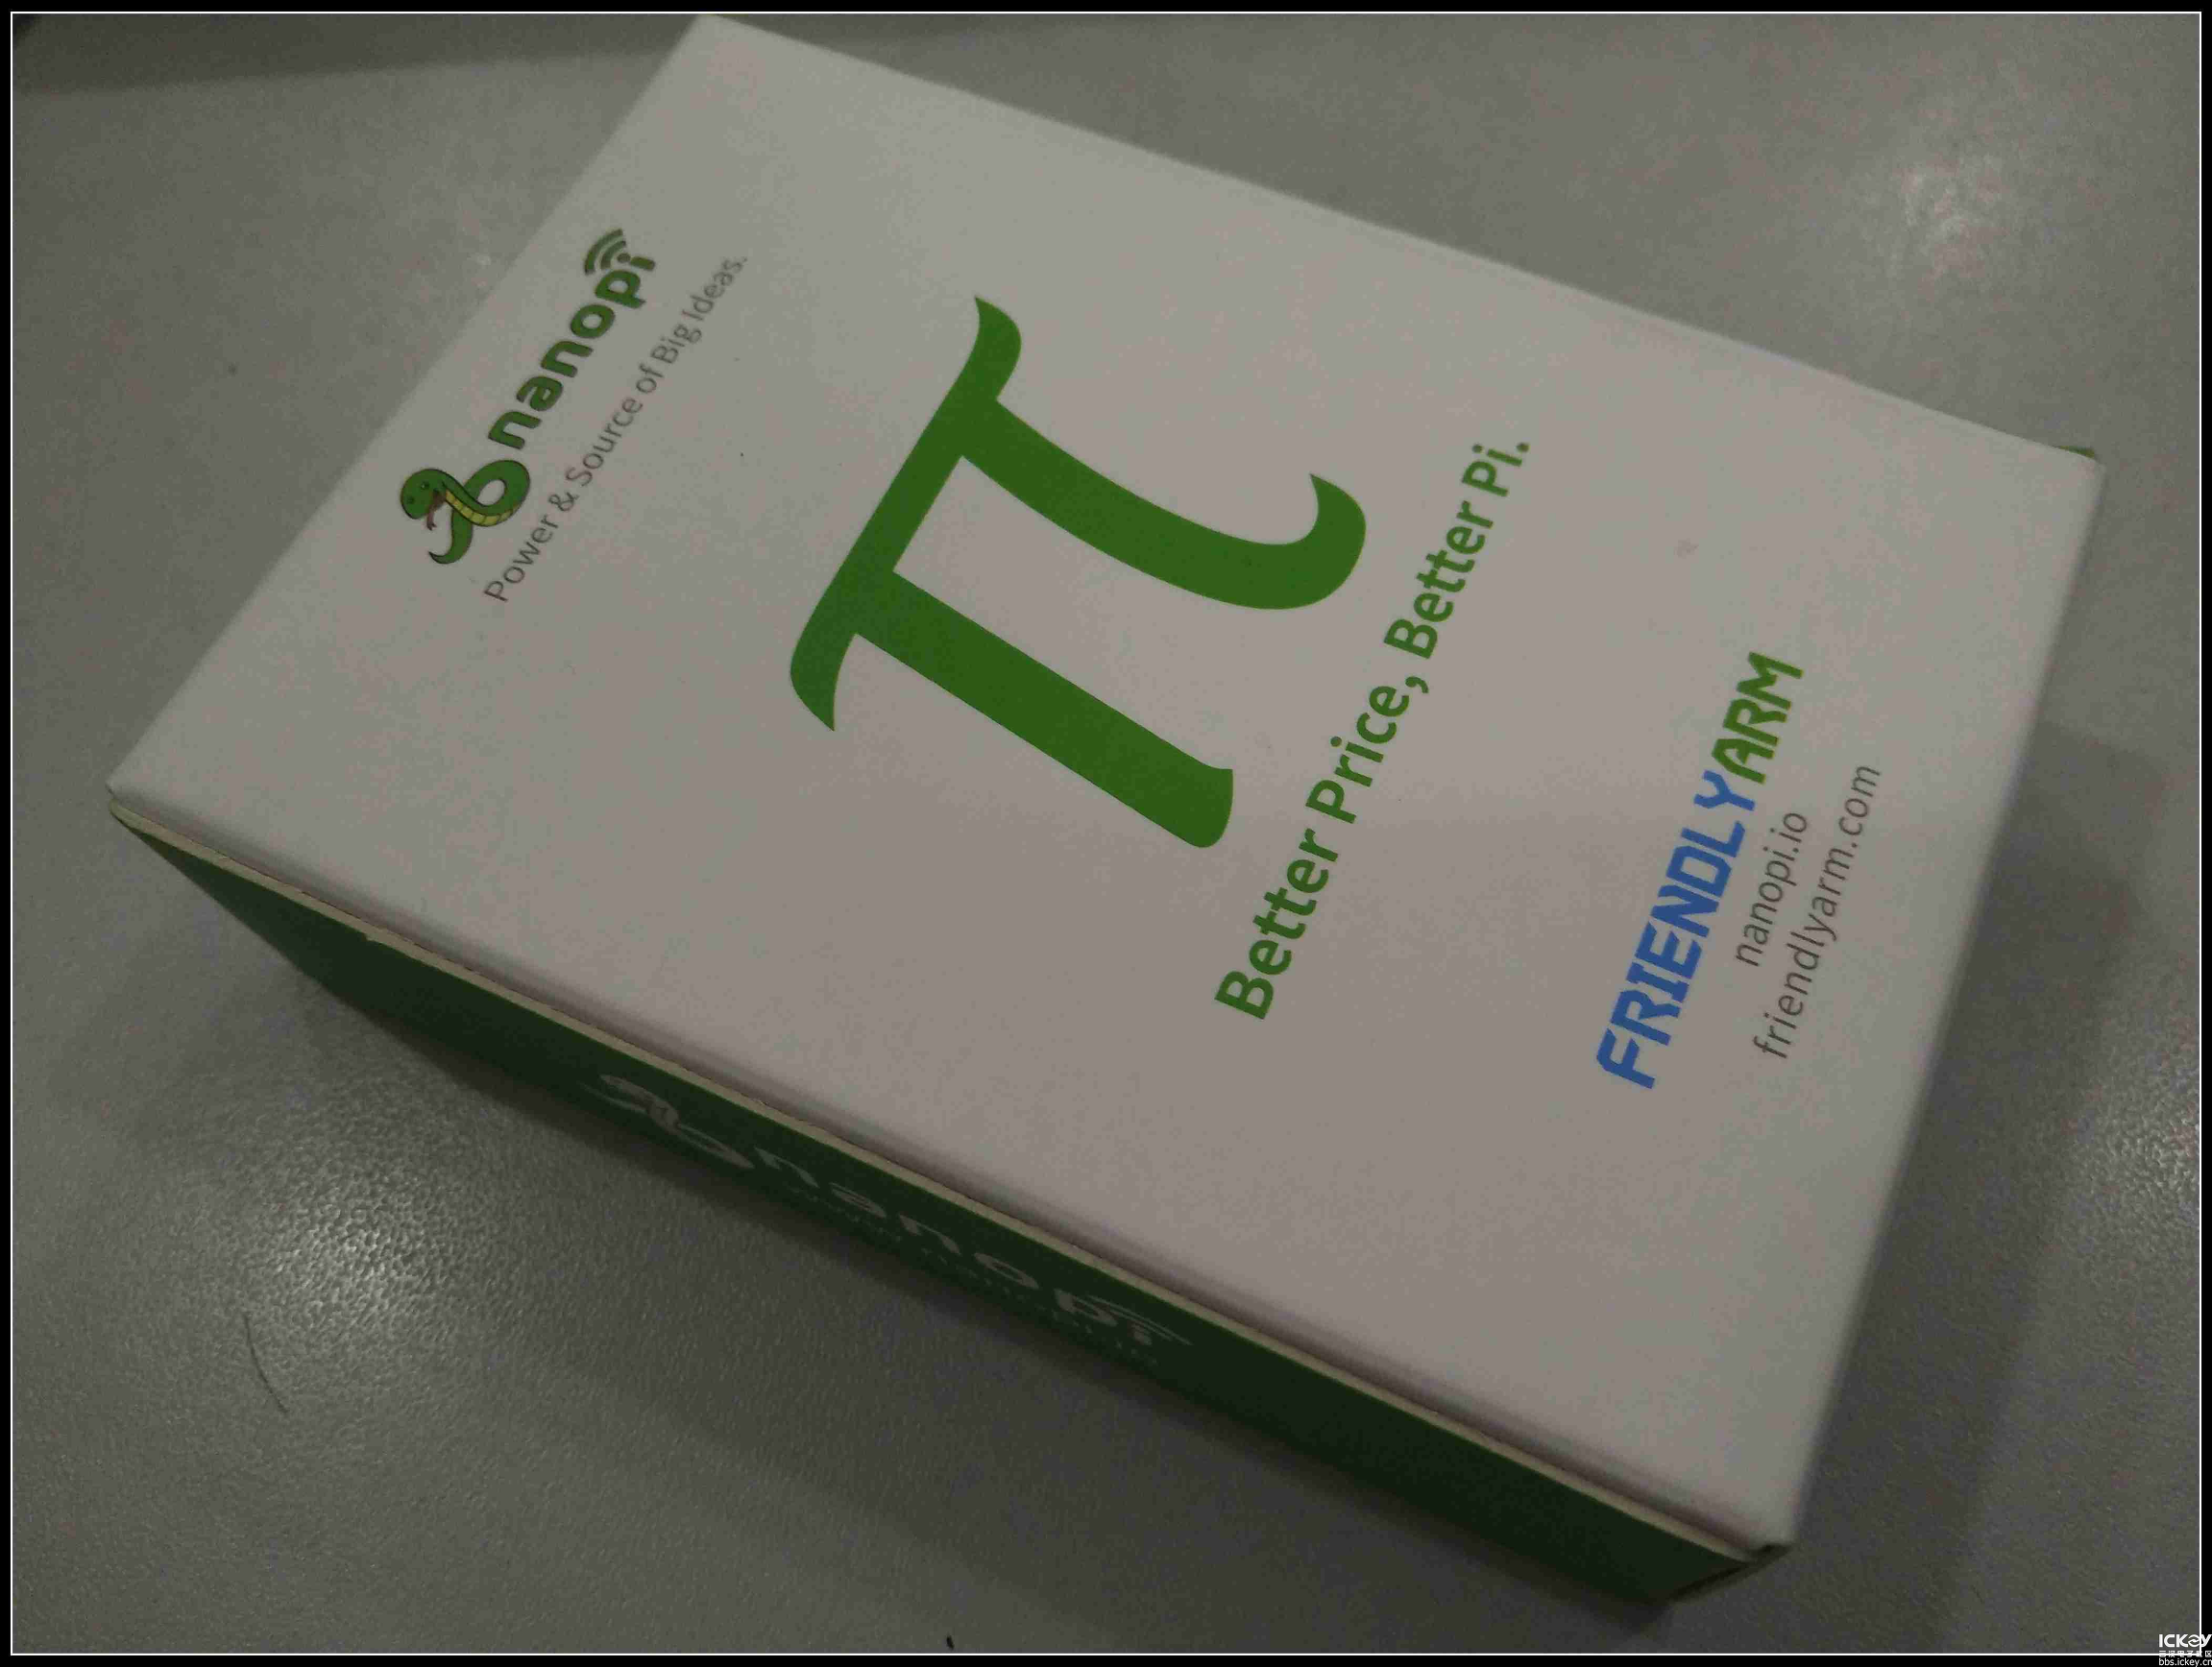 nanopi
Power & Source of Big Ideas.
Better Price, Better Pi.
FRIENDLYARM
nanopi.io
friendlyarm.com
nanopi
ICKey
bbs.ickey.cn